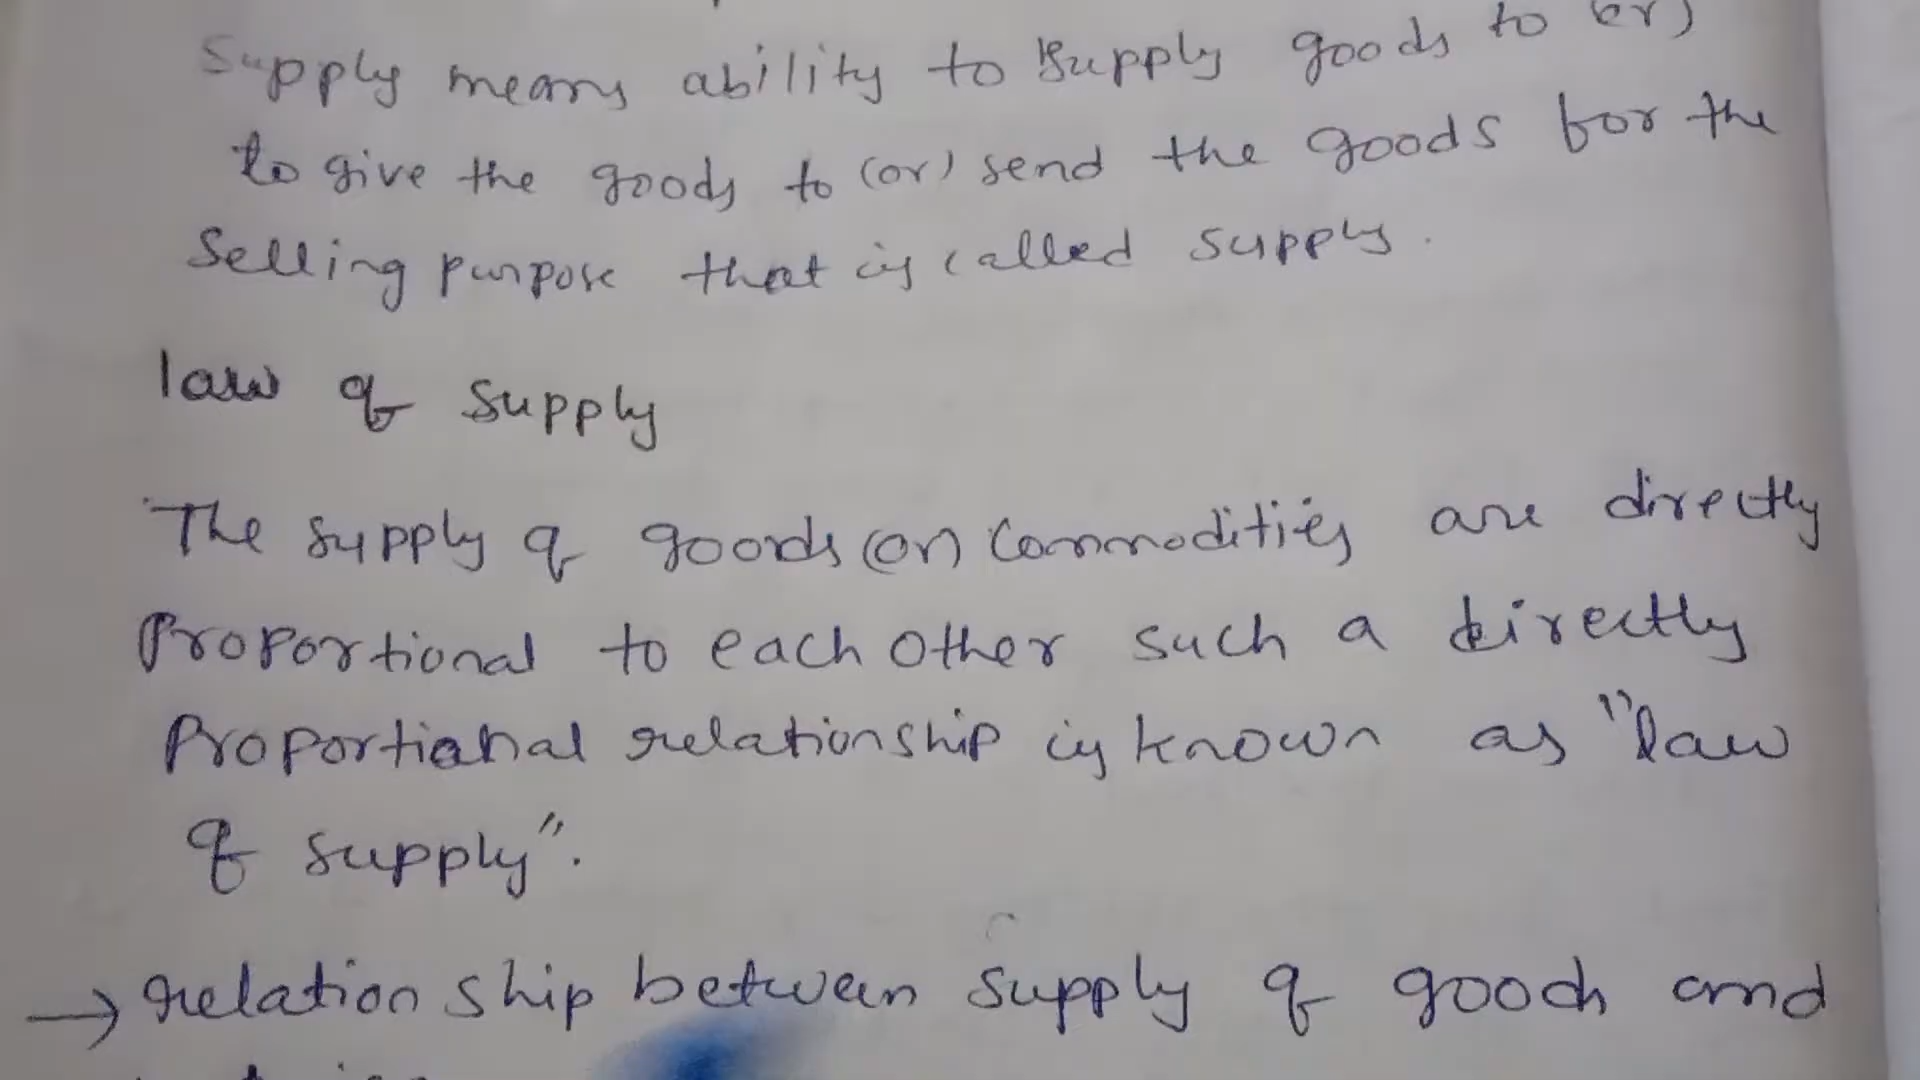 Supply means ability to supply goods to (or)
to give the goods to (or) send the goods for the
selling purpose that is called supply.
law of supply
The supply of goods (or) Commodities are directly
Proportional to each other such a directly
Proportional relationship is known as "law
of supply".
→ relation ship between supply of goods and